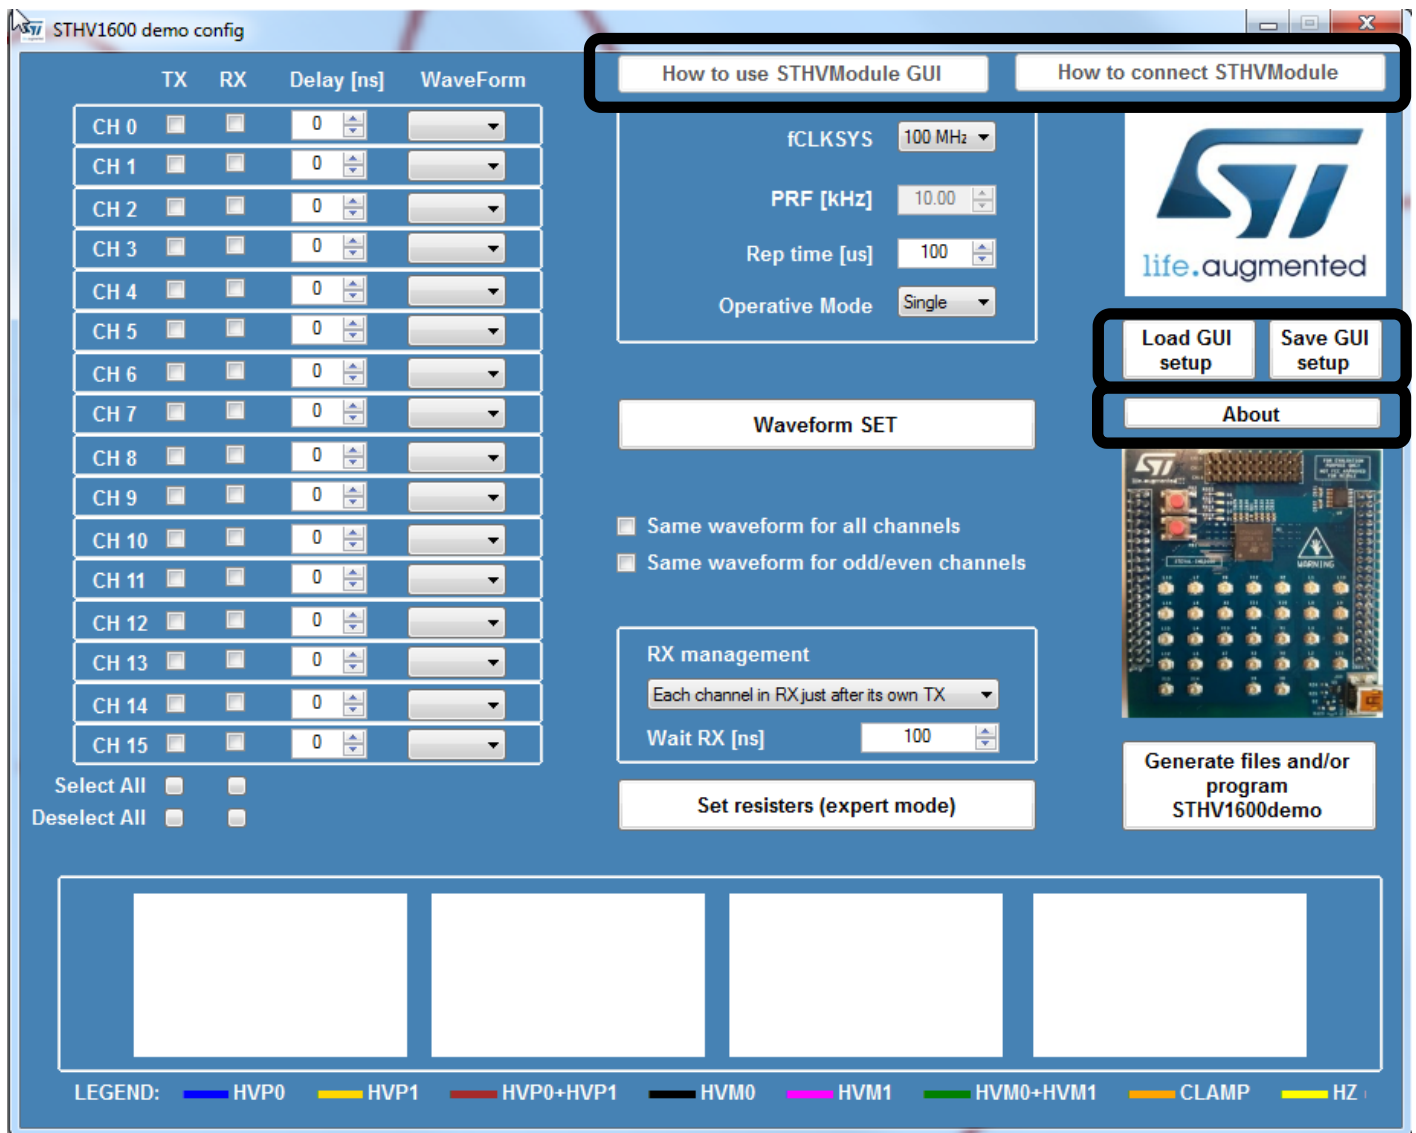 STHV1600 demo config
How to use STHVModule GUI
How to connect STHVModule
TX RX Delay [ns] WaveForm
CH 0 0
CH 1 0
CH 2 0
CH 3 0
CH 4 0
CH 5 0
CH 6 0
CH 7 0
CH 8 0
CH 9 0
CH 10 0
CH 11 0
CH 12 0
CH 13 0
CH 14 0
CH 15 0
Select All
Deselect All
fCLKSYS 100 MHz
PRF [kHz] 10.00
Rep time [us] 100
Operative Mode Single
Waveform SET
Same waveform for all channels
Same waveform for odd/even channels
RX management
Each channel in RX just after its own TX
Wait RX [ns] 100
Set resisters (expert mode)
ST
life.augmented
Load GUI
setup
Save GUI
setup
About
WARNING
Generate files and/or
program
STHV1600demo
LEGEND: HVP0 HVP1 HVP0+HVP1 HVM0 HVM1 HVM0+HVM1 CLAMP HZ